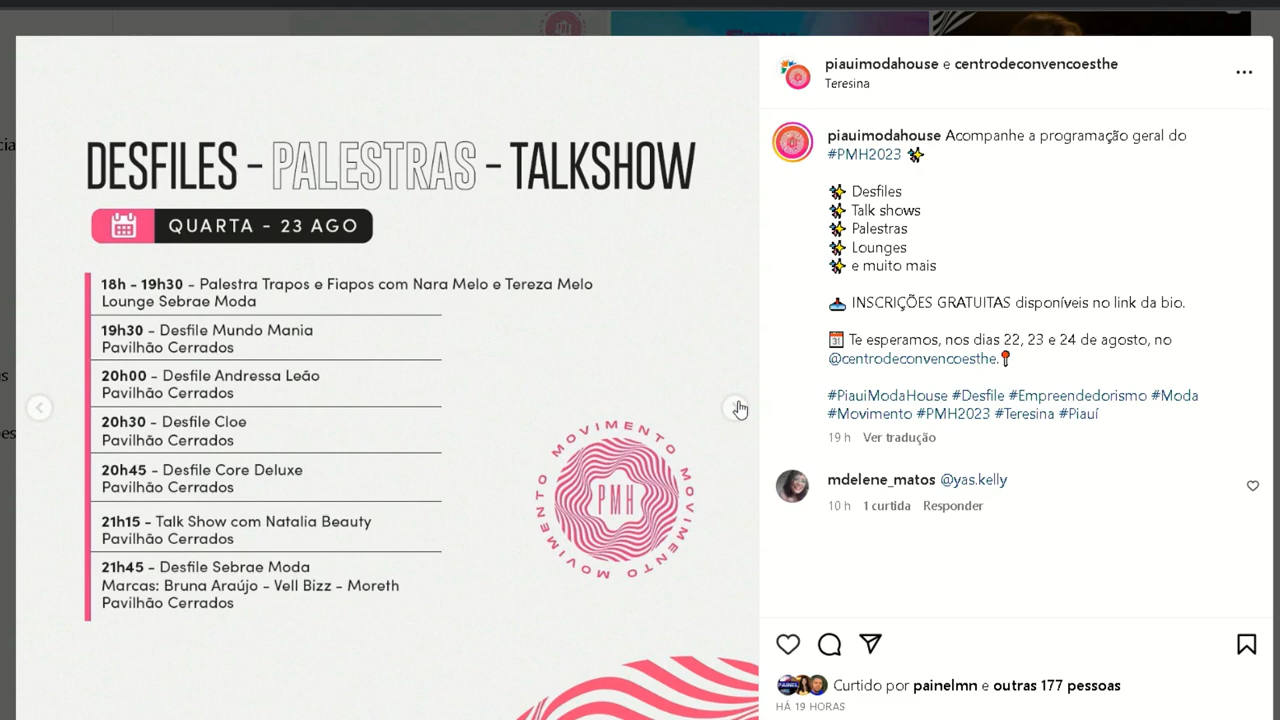 DESFILES - PALESTRAS - TALKSHOW
QUARTA - 23 AGO
18h - 19h30 - Palestra Trapos e Fiapos com Nara Melo e Tereza Melo
Lounge Sebrae Moda
19h30 - Desfile Mundo Mania
Pavilhão Cerrados
20h00 - Desfile Andressa Leão
Pavilhão Cerrados
20h30 - Desfile Cloe
Pavilhão Cerrados
20h45 - Desfile Core Deluxe
Pavilhão Cerrados
21h15 - Talk Show com Natalia Beauty
Pavilhão Cerrados
21h45 - Desfile Sebrae Moda
Marcas: Bruna Araújo - Vell Bizz - Moreth
Pavilhão Cerrados
MOVIMENTO MOVIMENTO MOVIMENTO
PMH
piauimodahouse e centrodeconvencoesthe
Teresina
piauimodahouse Acompanhe a programação geral do
#PMH2023 ✨
✨ Desfiles
✨ Talk shows
✨ Palestras
✨ Lounges
✨ e muito mais
📥 INSCRIÇÕES GRATUITAS disponíveis no link da bio.
📅 Te esperamos, nos dias 22, 23 e 24 de agosto, no
@centrodeconvencoesthe.📍
#PiauiModaHouse #Desfile #Empreendedorismo #Moda
#Movimento #PMH2023 #Teresina #Piauí
19 h Ver tradução
mdelene_matos @yas.kelly
10 h 1 curtida Responder
Curtido por painelmn e outras 177 pessoas
HÁ 19 HORAS